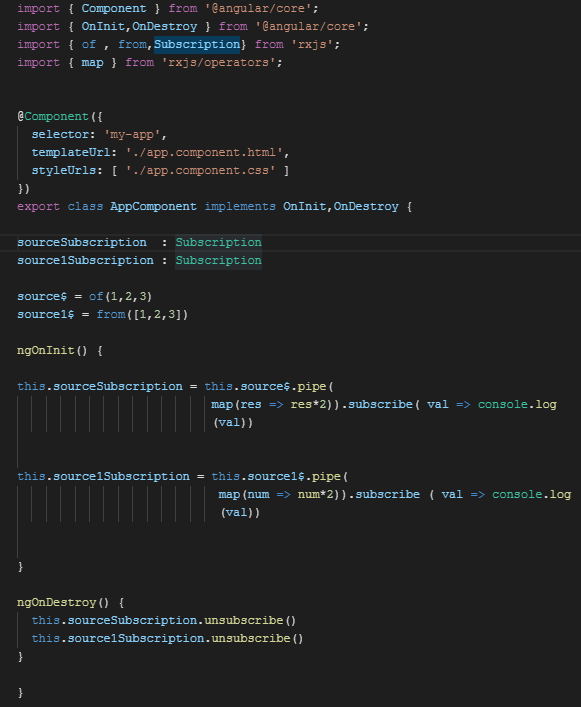 import { Component } from '@angular/core';
import { OnInit,OnDestroy } from '@angular/core';
import { of , from,Subscription} from 'rxjs';
import { map } from 'rxjs/operators';
@Component({
selector: 'my-app',
templateUrl: './app.component.html',
styleUrls: [ './app.component.css' ]
})
export class AppComponent implements OnInit,OnDestroy {
sourceSubscription  : Subscription
source1Subscription : Subscription
source$ = of(1,2,3)
source1$ = from([1,2,3])
ngOnInit() {
this.sourceSubscription = this.source$.pipe(
map(res => res*2)).subscribe( val => console.log
(val))
this.source1Subscription = this.source1$.pipe(
map(num => num*2)).subscribe ( val => console.log
(val))
}
ngOnDestroy() {
this.sourceSubscription.unsubscribe()
this.source1Subscription.unsubscribe()
}
}